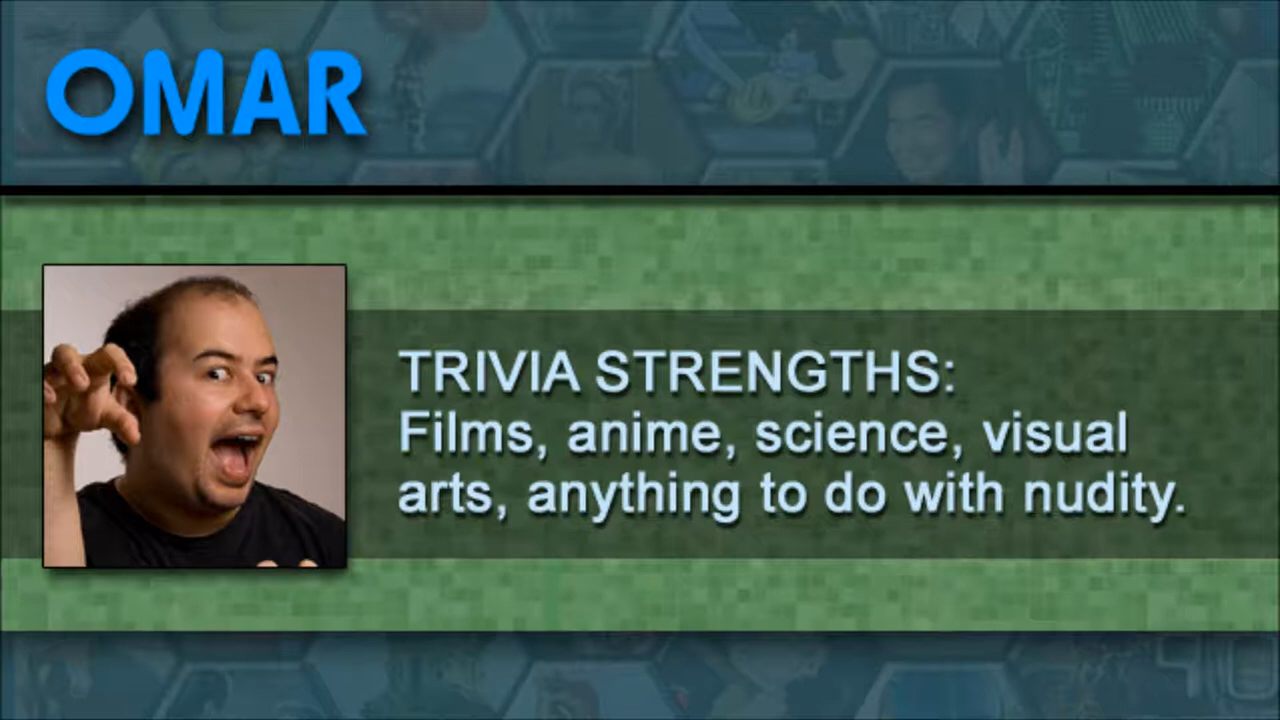 OMAR
TRIVIA STRENGTHS:
Films, anime, science, visual
arts, anything to do with nudity.